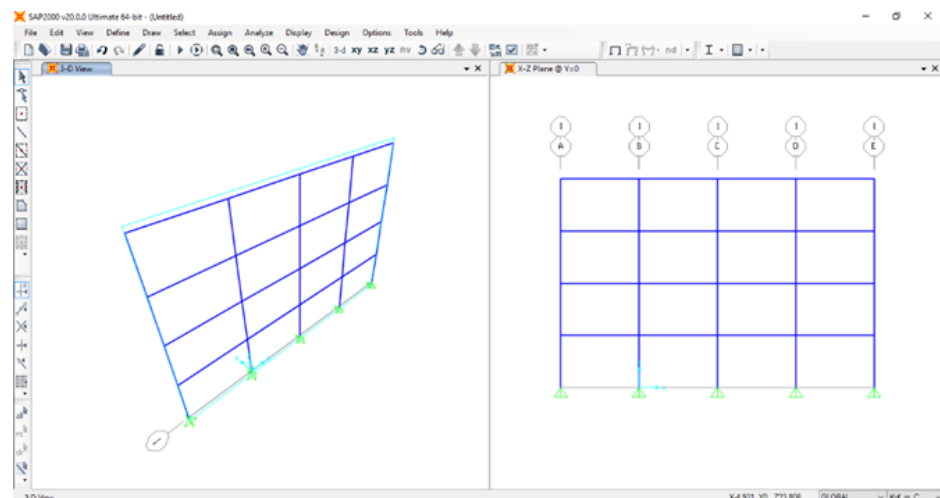 SAP2000 v20.0.0 Ultimate 64-bit - (Untitled)
File Edit View Define Draw Select Assign Analyze Display Design Options Tools Help
3-d xy xz yz nv nd
3-D View
X-Z Plane @ Y=0
1 1 1 1 1
A B C D E
3-D View
GLOBAL